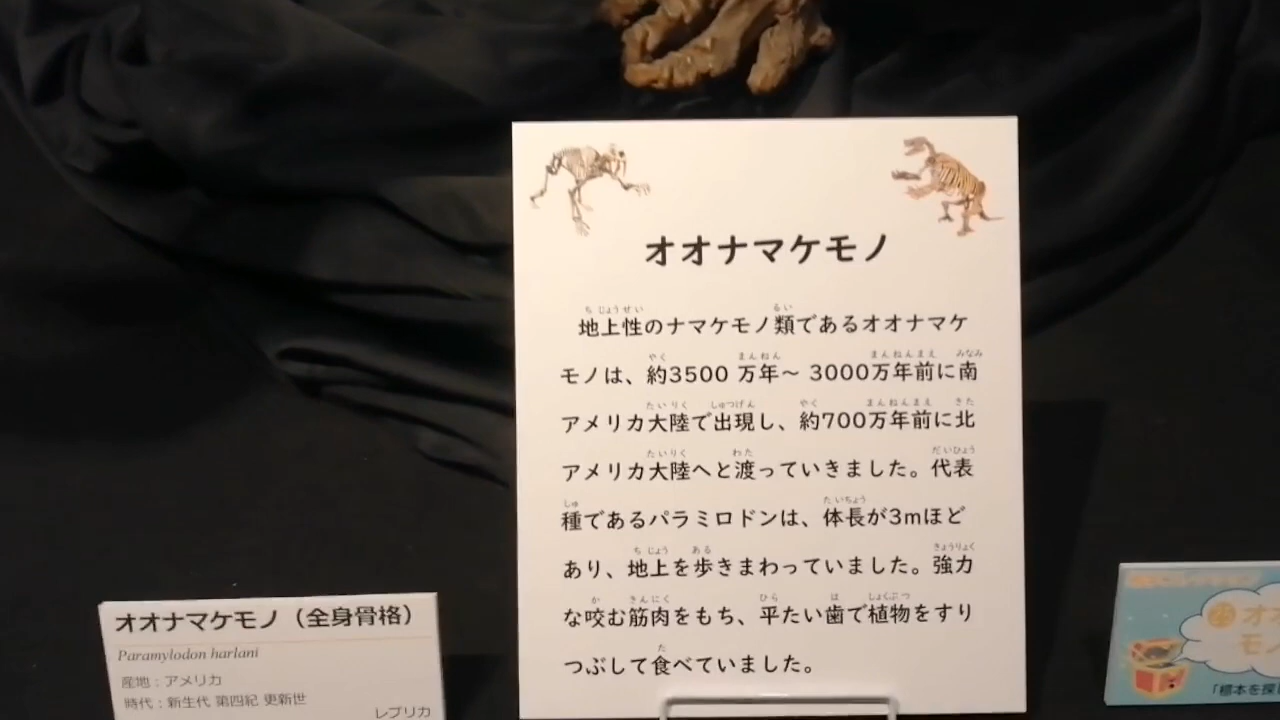 オオナマケモノ
地上性のナマケモノ類であるオオナマケ
モノは、約3500 万年～ 3000万年前に南
アメリカ大陸で出現し、約700万年前に北
アメリカ大陸へと渡っていきました。代表
種であるパラミロドンは、体長が3mほど
あり、地上を歩きまわっていました。強力
な咬む筋肉をもち、平たい歯で植物をすり
つぶして食べていました。
オオナマケモノ（全身骨格）
Paramylodon harlani
産地：アメリカ
時代：新生代 第四紀 更新世
レプリカ
オオ
モノ
「標本を探